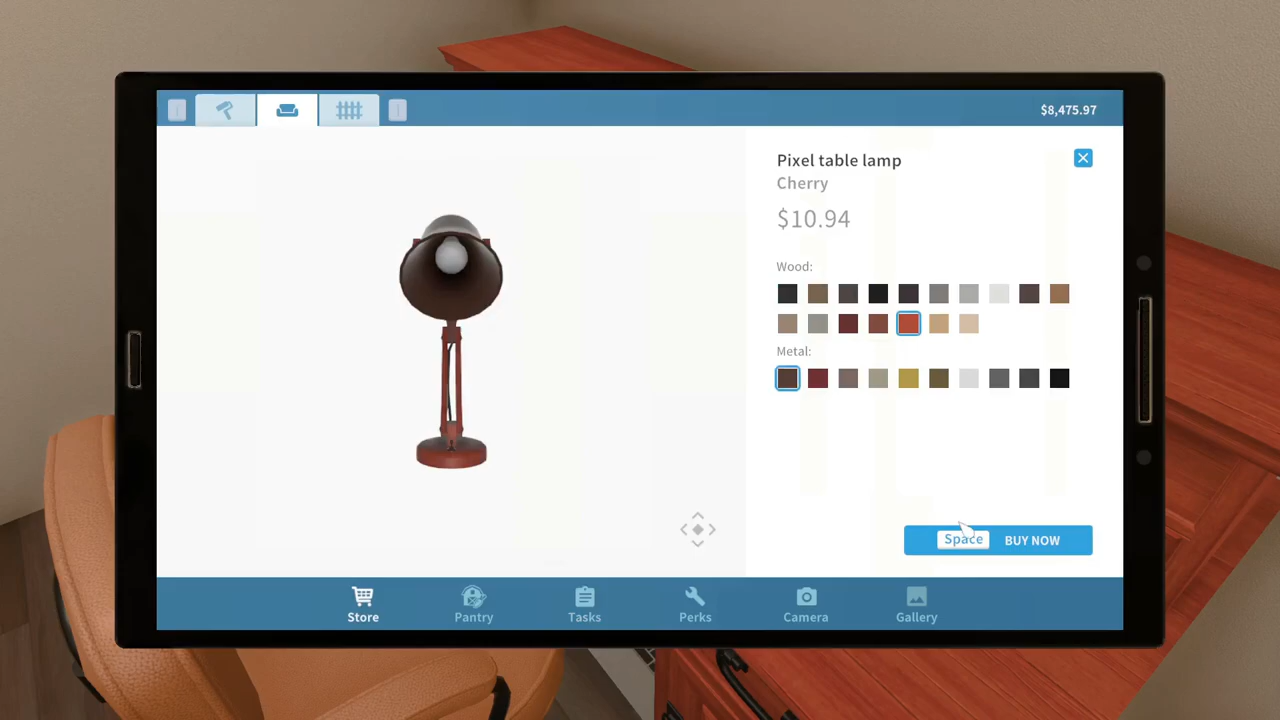 $8,475.97
Pixel table lamp
Cherry
$10.94
Wood:
Metal:
Space BUY NOW
Store Pantry Tasks Perks Camera Gallery